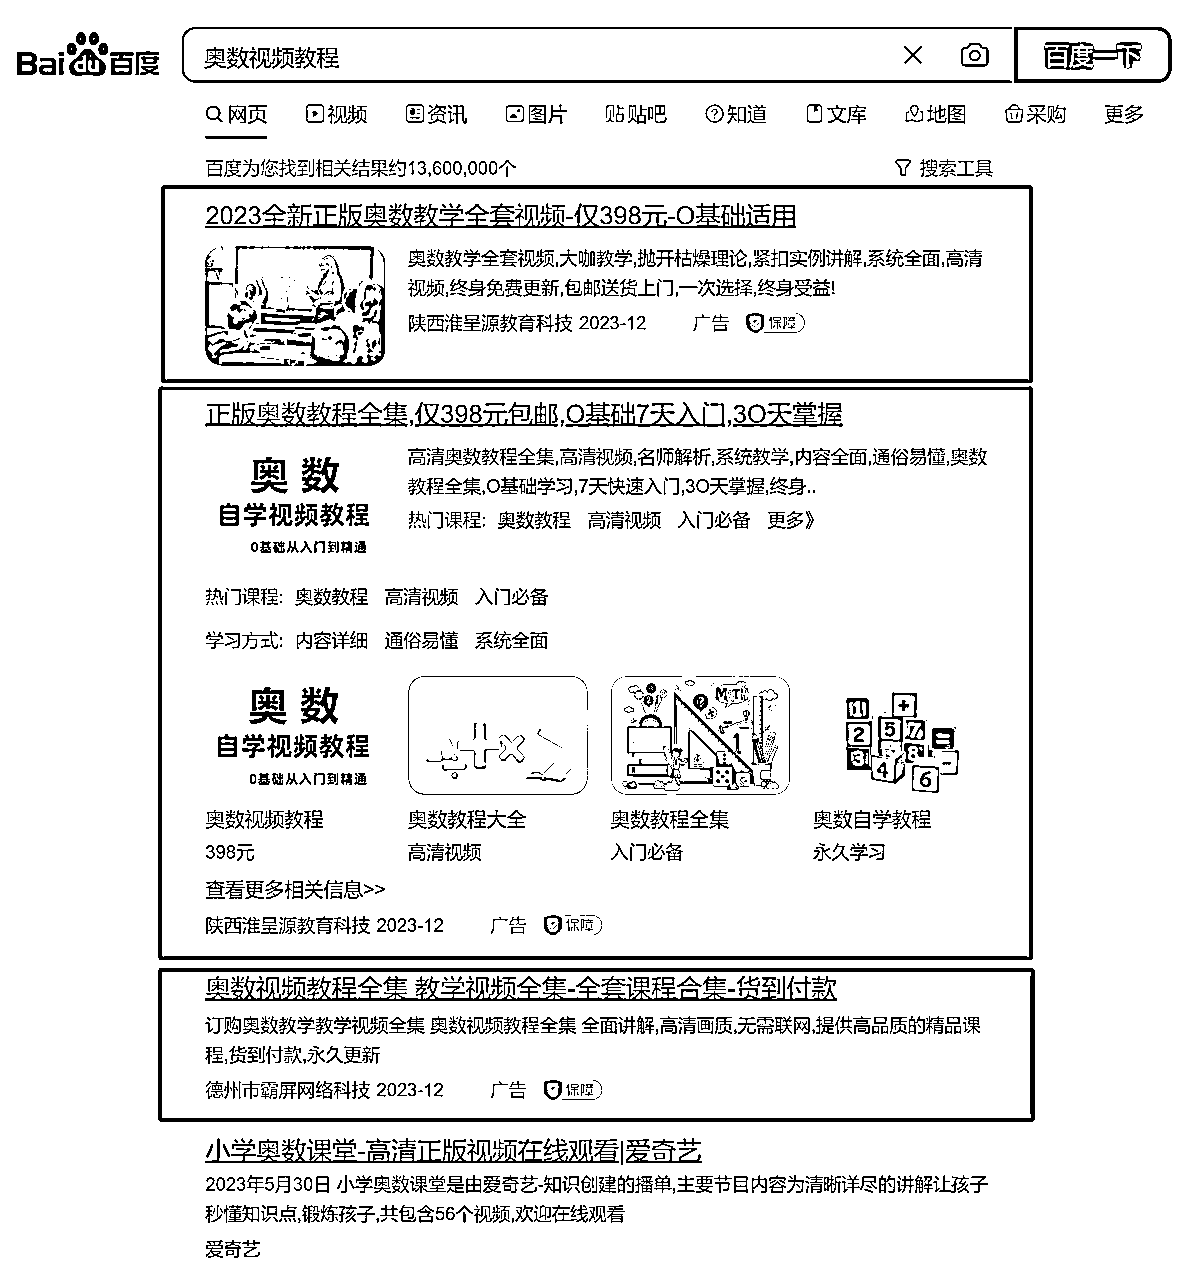 Bai du 百度
奥数视频教程
百度一下
网页 视频 资讯 图片 贴贴吧 知道 文库 地图 采购 更多
百度为您找到相关结果约13,600,000个 搜索工具
2023全新正版奥数教学全套视频-仅398元-O基础适用
奥数教学全套视频,大咖教学,抛开枯燥理论,紧扣实例讲解,系统全面,高清
视频,终身免费更新,包邮送货上门,一次选择,终身受益!
陕西淮呈源教育科技 2023-12 广告 保障
正版奥数教程全集,仅398元包邮,O基础7天入门,3O天掌握
奥数
自学视频教程
0基础从入门到精通
高清奥数教程全集,高清视频,名师解析,系统教学,内容全面,通俗易懂,奥数
教程全集,O基础学习,7天快速入门,3O天掌握,终身..
热门课程: 奥数教程 高清视频 入门必备 更多》
热门课程: 奥数教程 高清视频 入门必备
学习方式: 内容详细 通俗易懂 系统全面
奥数
自学视频教程
0基础从入门到精通
奥数视频教程 奥数教程大全 奥数教程全集 奥数自学教程
398元 高清视频 入门必备 永久学习
查看更多相关信息>>
陕西淮呈源教育科技 2023-12 广告 保障
奥数视频教程全集 教学视频全集-全套课程合集-货到付款
订购奥数教学教学视频全集 奥数视频教程全集 全面讲解,高清画质,无需联网,提供高品质的精品课
程,货到付款,永久更新
德州市霸屏网络科技 2023-12 广告 保障
小学奥数课堂-高清正版视频在线观看|爱奇艺
2023年5月30日 小学奥数课堂是由爱奇艺-知识创建的播单,主要节目内容为清晰详尽的讲解让孩子
秒懂知识点,锻炼孩子,共包含56个视频,欢迎在线观看
爱奇艺